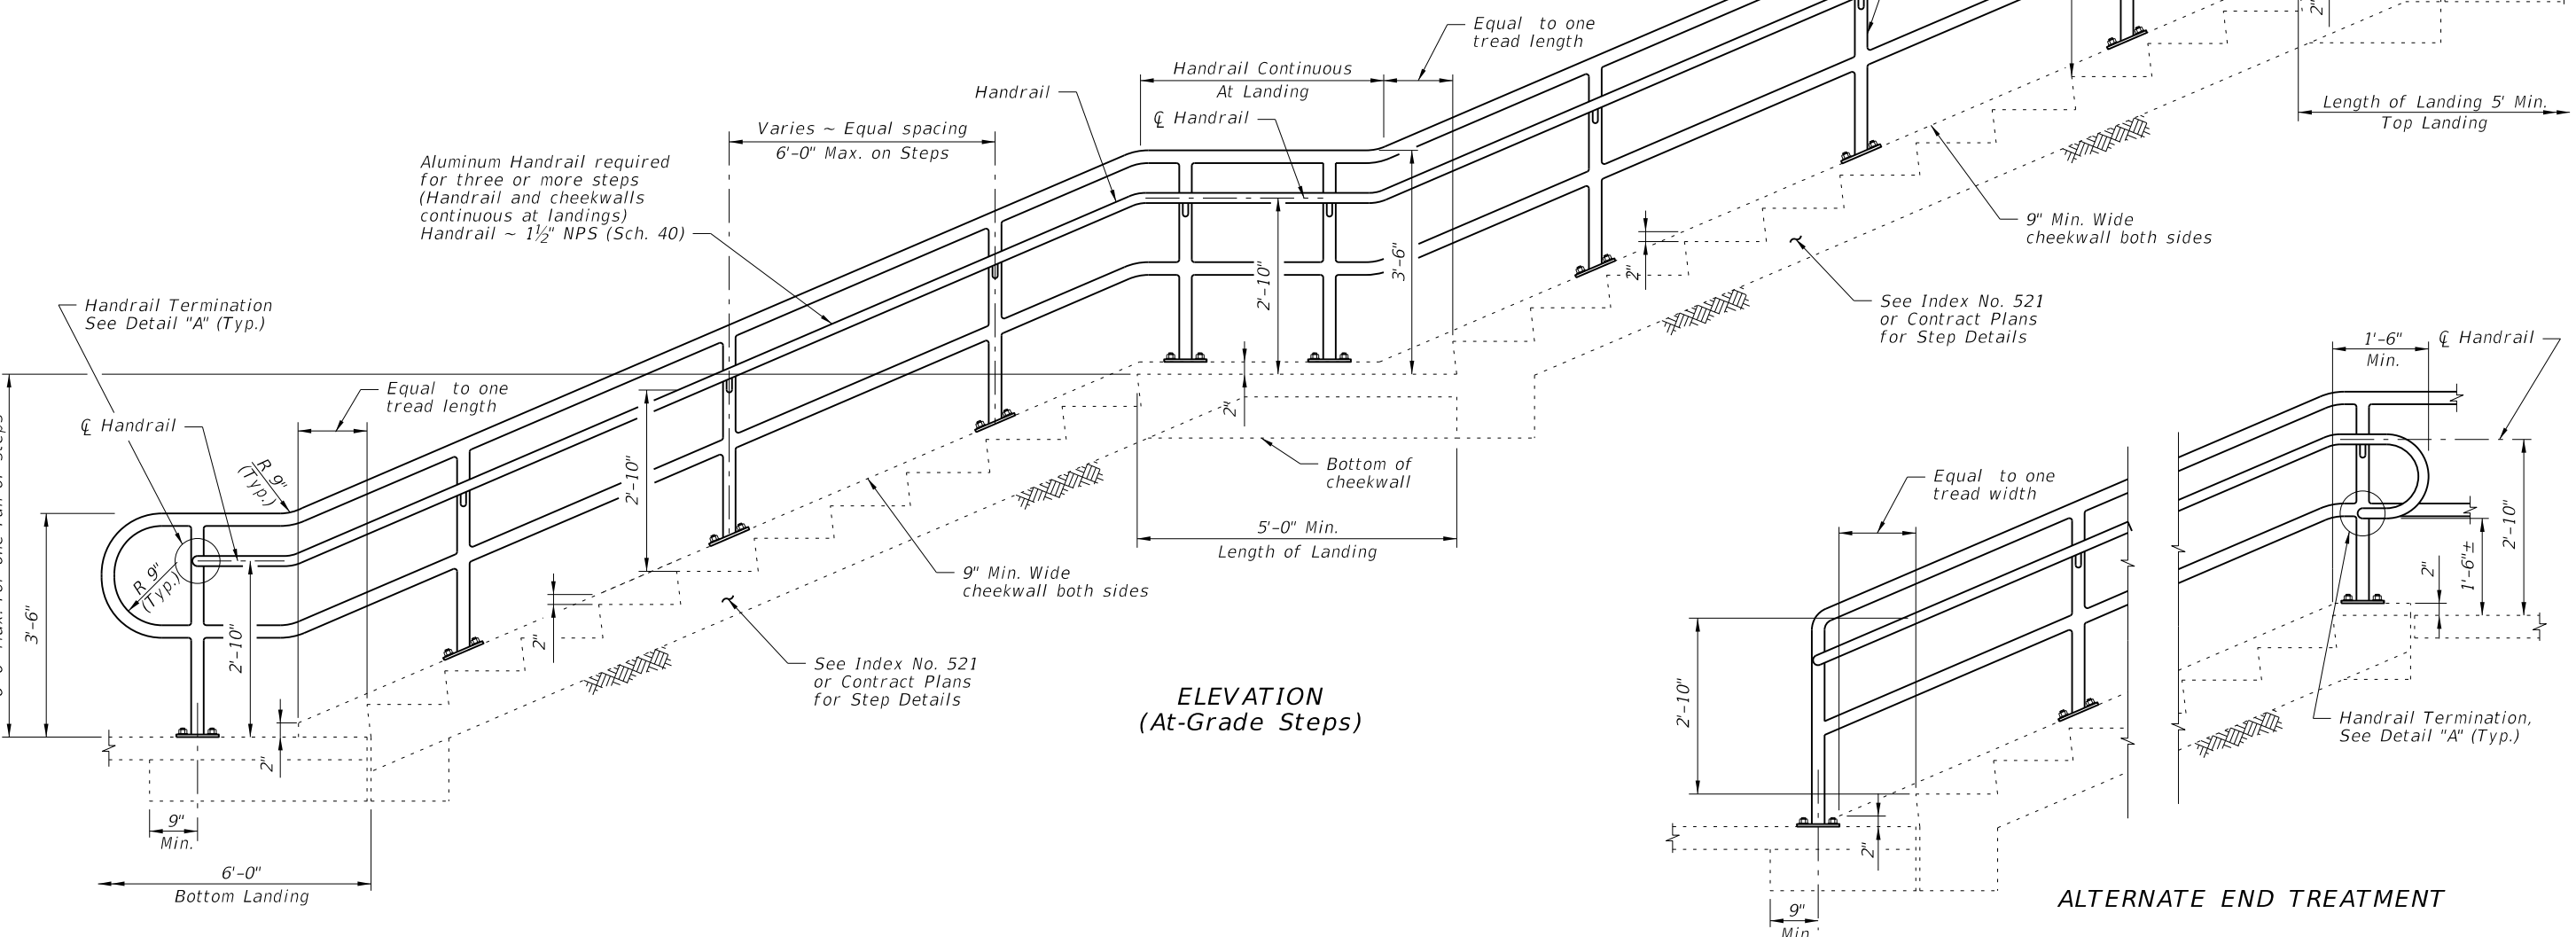 Equal to one
tread length
2"
Handrail Continuous
At Landing
Handrail
℄ Handrail
Length of Landing 5' Min.
Top Landing
Varies ~ Equal spacing
6'-0" Max. on Steps
Aluminum Handrail required
for three or more steps
(Handrail and cheekwalls
continuous at landings)
Handrail ~ 1½" NPS (Sch. 40)
9" Min. Wide
cheekwall both sides
2'-10"
3'-6"
2"
See Index No. 521
or Contract Plans
for Step Details
Handrail Termination
See Detail "A" (Typ.)
1'-6"
Min.
℄ Handrail
Equal to one
tread length
℄ Handrail
R 9"
(Typ.)
2"
2'-10"
Bottom of
cheekwall
Equal to one
tread width
5'-0" Min.
Length of Landing
2'-10"
1'-6"±
2"
R 9"
(Typ.)
3'-6"
2'-10"
9" Min. Wide
cheekwall both sides
2"
See Index No. 521
or Contract Plans
for Step Details
ELEVATION
(At-Grade Steps)
2'-10"
Handrail Termination,
See Detail "A" (Typ.)
2"
9"
Min.
2"
6'-0"
Bottom Landing
ALTERNATE END TREATMENT
9"
Min